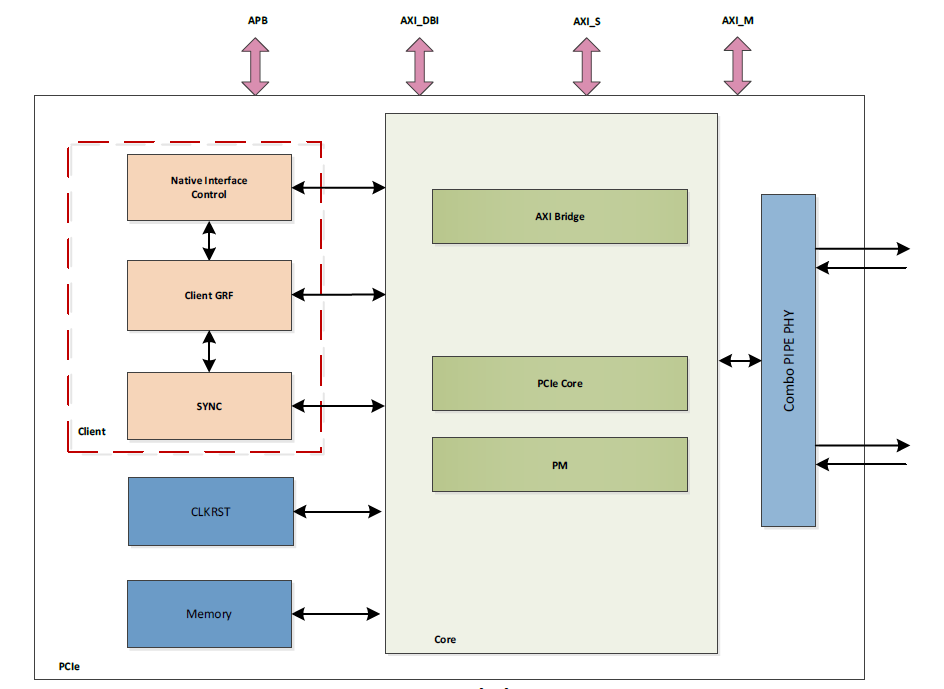 APB
AXI_DBI
AXI_S
AXI_M
Native Interface
Control
AXI Bridge
Client GRF
Combo PIPE PHY
PCIe Core
SYNC
Client
PM
CLKRST
Memory
Core
PCIe